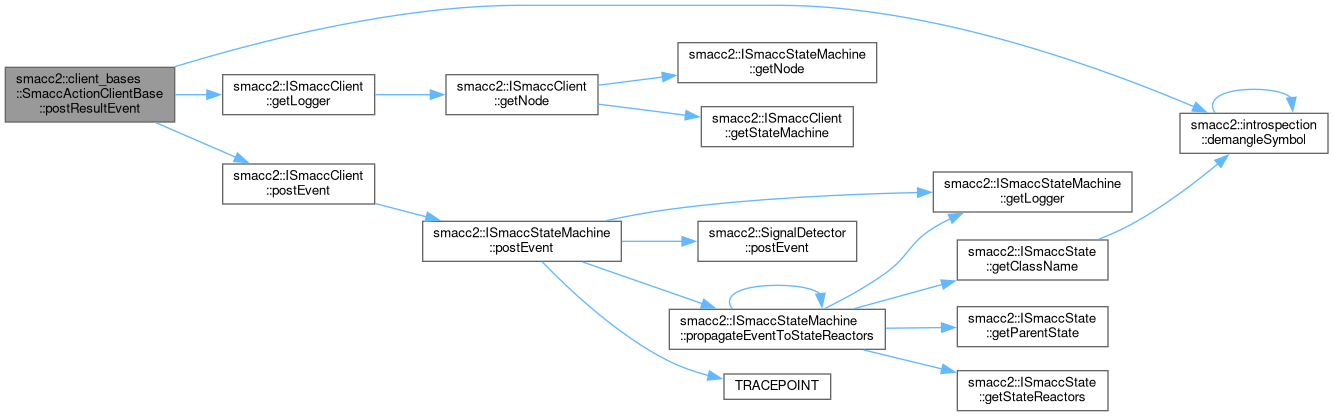 smacc2::client_bases
::SmaccActionClientBase
::postResultEvent
smacc2::ISmaccClient
::getLogger
smacc2::ISmaccClient
::getNode
smacc2::ISmaccStateMachine
::getNode
smacc2::ISmaccClient
::getStateMachine
smacc2::introspection
::demangleSymbol
smacc2::ISmaccClient
::postEvent
smacc2::ISmaccStateMachine
::postEvent
smacc2::ISmaccStateMachine
::getLogger
smacc2::SignalDetector
::postEvent
smacc2::ISmaccState
::getClassName
smacc2::ISmaccStateMachine
::propagateEventToStateReactors
smacc2::ISmaccState
::getParentState
TRACEPOINT
smacc2::ISmaccState
::getStateReactors